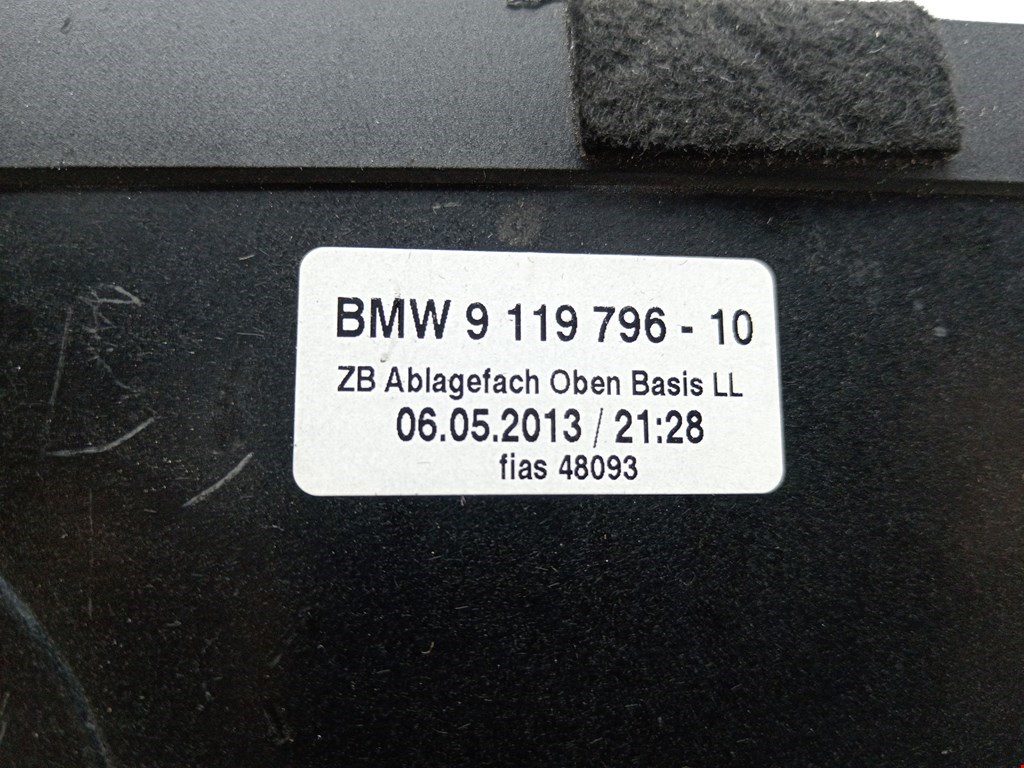 BMW 9 119 796 - 10
ZB Ablagefach Oben Basis LL
06.05.2013 / 21:28
fias 48093